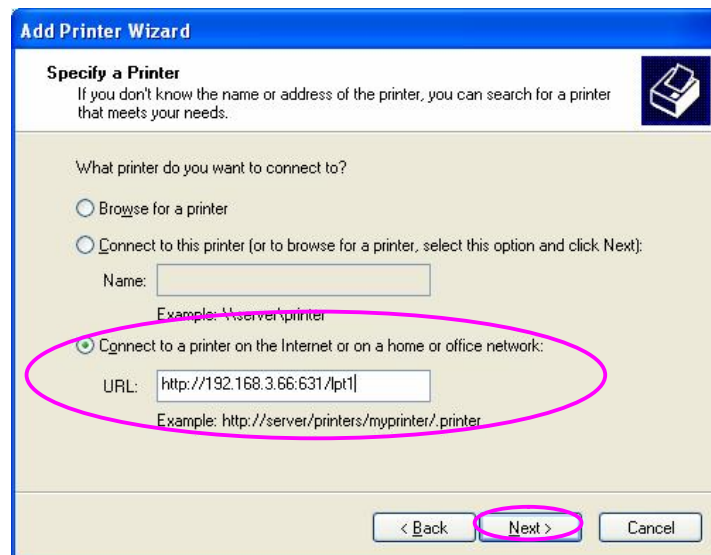 Add Printer Wizard
Specify a Printer
If you don't know the name or address of the printer, you can search for a printer
that meets your needs.
What printer do you want to connect to?
Browse for a printer
Connect to this printer (or to browse for a printer, select this option and click Next):
Name:
Example: \\server\printer
Connect to a printer on the Internet or on a home or office network:
URL: http://192.168.3.66:631/lpt1
Example: http://server/printers/myprinter/.printer
< Back Next > Cancel